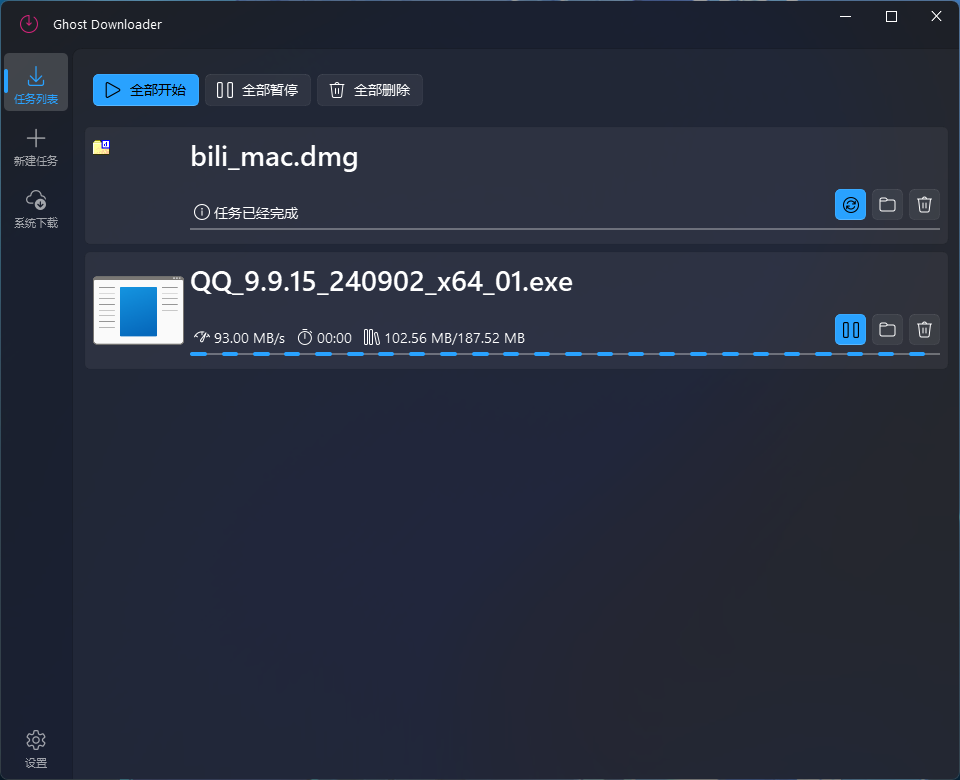 Ghost Downloader
任务列表
新建任务
系统下载
全部开始 全部暂停 全部删除
bili_mac.dmg
任务已经完成
QQ_9.9.15_240902_x64_01.exe
93.00 MB/s 00:00 102.56 MB/187.52 MB
设置